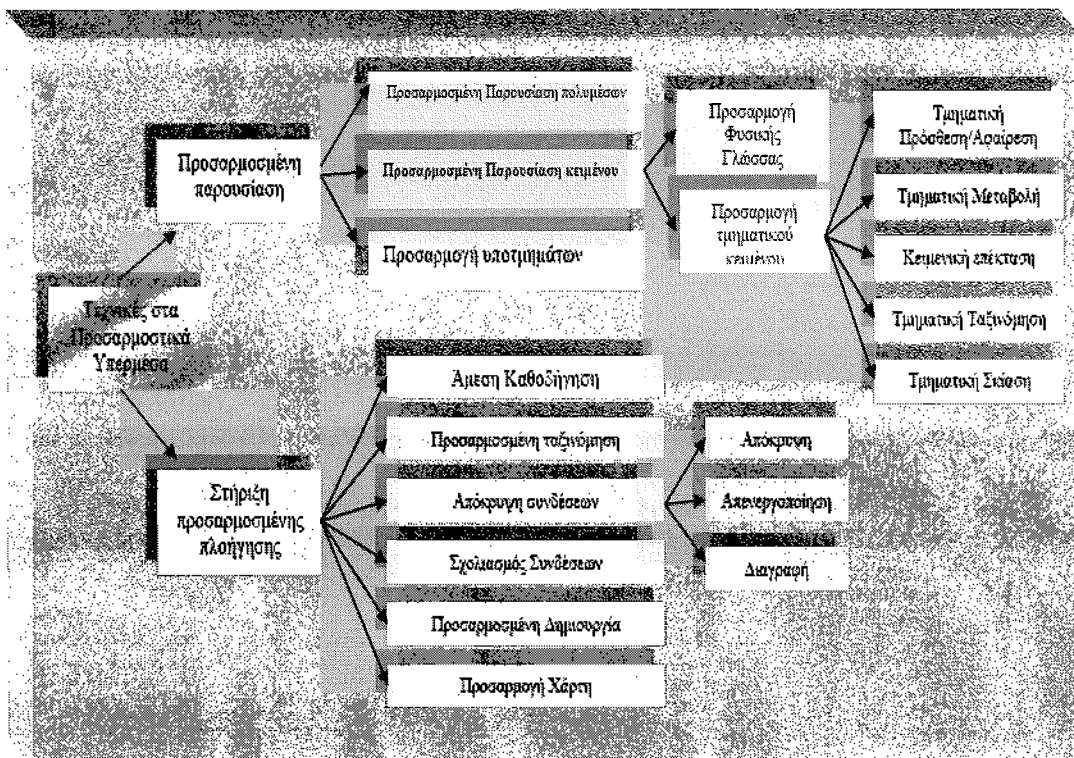 Τεχνικές στα
Προσαρμοστικά
Υπερμέσα
Προσαρμοσμένη
παρουσίαση
Προσαρμοσμένη Παρουσίαση πολυμέσων
Προσαρμοσμένη Παρουσίαση κειμένου
Προσαρμογή υποτμημάτων
Προσαρμογή
Φυσικής
Γλώσσας
Προσαρμογή
τμηματικού
κειμένου
Τμηματική
Πρόσθεση/Αφαίρεση
Τμηματική Μεταβολή
Κειμενική επέκταση
Τμηματική Ταξινόμηση
Τμηματική Σκίαση
Στήριξη
προσαρμοσμένης
πλοήγησης
Άμεση Καθοδήγηση
Προσαρμοσμένη ταξινόμηση
Απόκρυψη συνδέσεων
Σχολιασμός Συνδέσεων
Προσαρμοσμένη Δημιουργία
Προσαρμογή Χάρτη
Απόκρυψη
Απενεργοποίηση
Διαγραφή